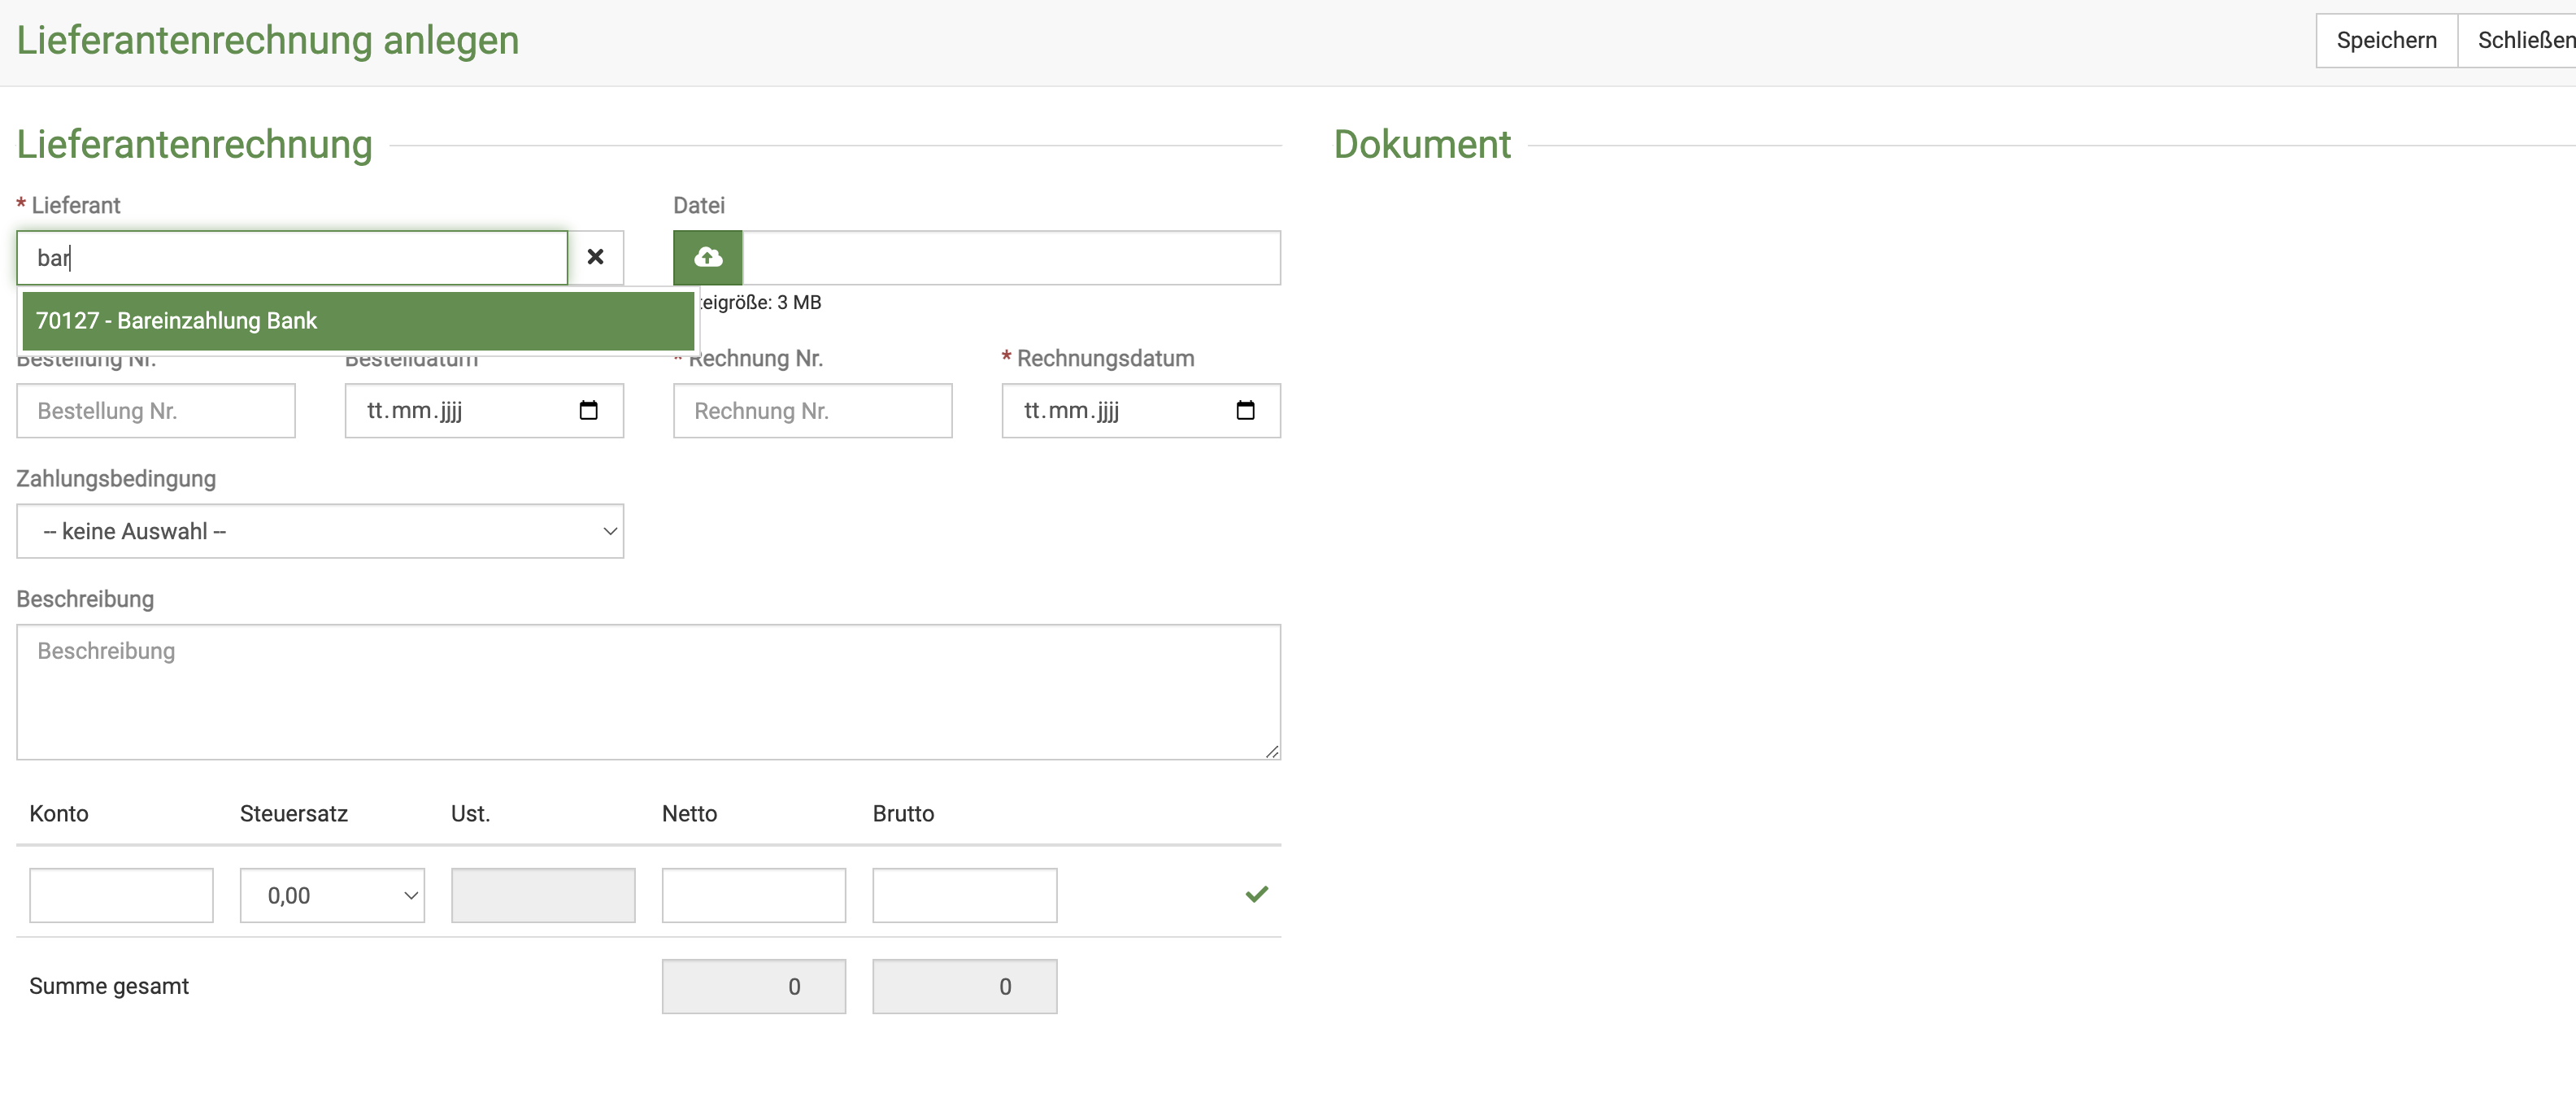 Lieferantenrechnung anlegen
Speichern
Schließen
Lieferantenrechnung
Dokument
* Lieferant
Datei
bar
70127 - Bareinzahlung Bank
teigröße: 3 MB
Bestellung Nr.
Bestelldatum
* Rechnung Nr.
* Rechnungsdatum
Bestellung Nr.
tt.mm.jjjj
Rechnung Nr.
tt.mm.jjjj
Zahlungsbedingung
-- keine Auswahl --
Beschreibung
Beschreibung
Konto
Steuersatz
Ust.
Netto
Brutto
0,00
Summe gesamt
0
0